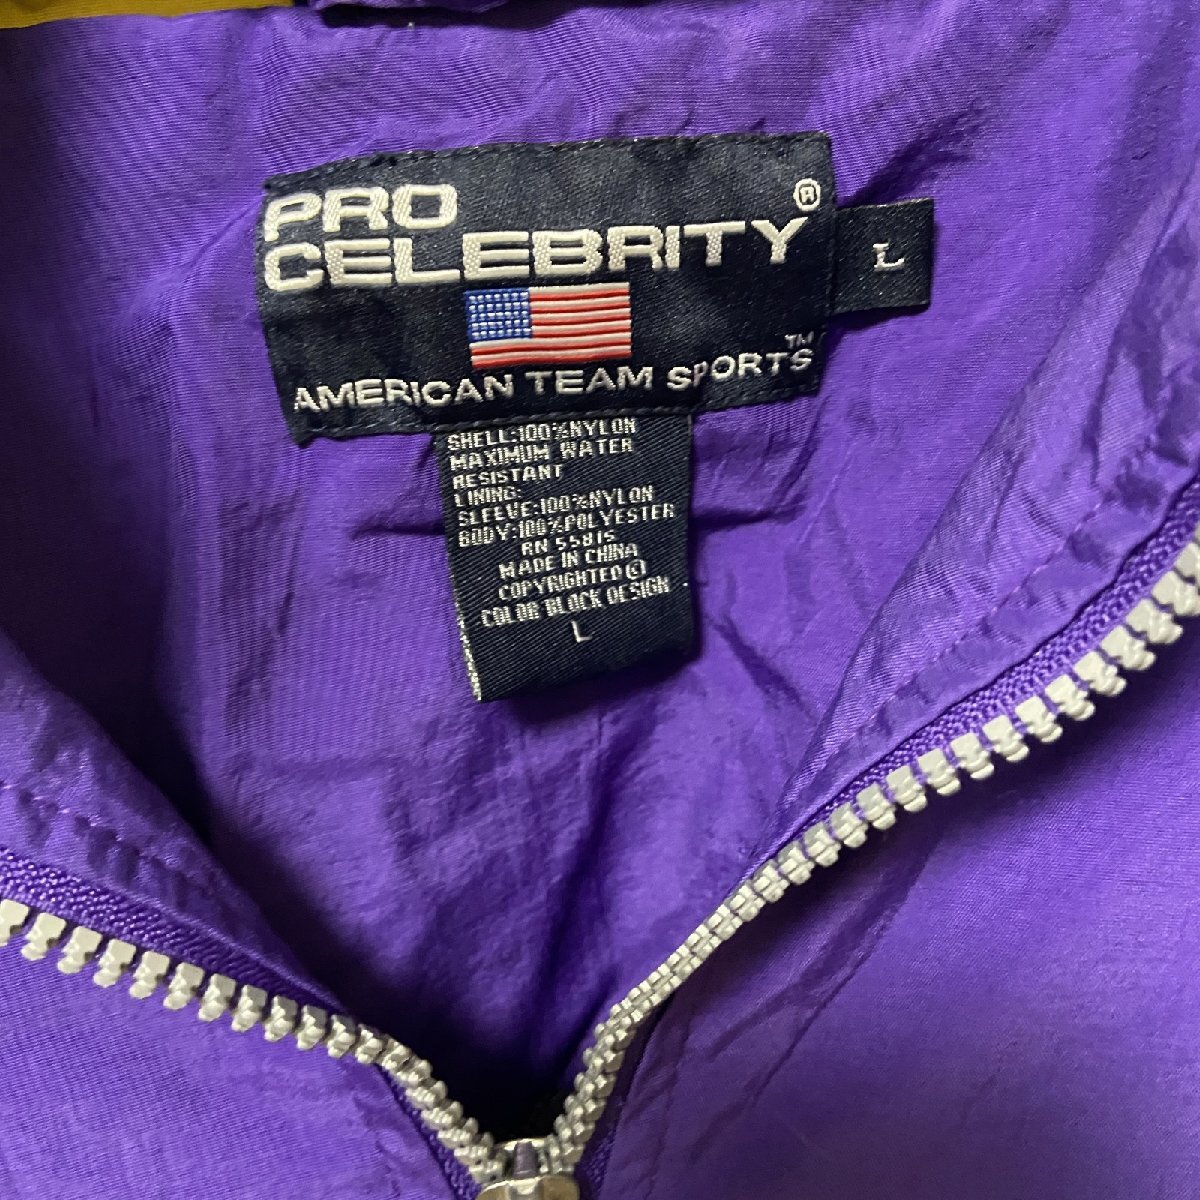 PRO
CELEBRITY®
AMERICAN TEAM SPORTS™
L
SHELL:100%NYLON
MAXIMUM WATER
RESISTANT
LINING:
SLEEVE:100%NYLON
BODY:100%POLYESTER
RN 55815
MADE IN CHINA
COPYRIGHTED©
COLOR BLOCK DESIGN
L